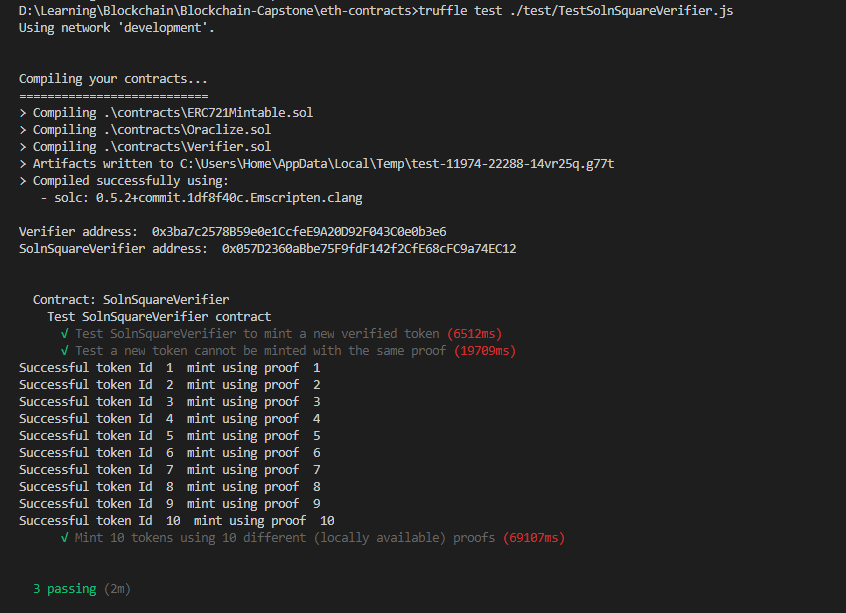 D:\Learning\Blockchain\Blockchain-Capstone\eth-contracts>truffle test ./test/TestSolnSquareVerifier.js
Using network 'development'.
Compiling your contracts...
===========================
> Compiling .\contracts\ERC721Mintable.sol
> Compiling .\contracts\Oraclize.sol
> Compiling .\contracts\Verifier.sol
> Artifacts written to C:\Users\Home\AppData\Local\Temp\test-11974-22288-14vr25q.g77t
> Compiled successfully using:
- solc: 0.5.2+commit.1df8f40c.Emscripten.clang
Verifier address:  0x3ba7c2578B59e0e1CcfeE9A20D92F043C0e0b3e6
SolnSquareVerifier address:  0x057D2360aBbe75F9fdF142f2CfE68cFC9a74EC12
Contract: SolnSquareVerifier
Test SolnSquareVerifier contract
√ Test SolnSquareVerifier to mint a new verified token (6512ms)
√ Test a new token cannot be minted with the same proof (19709ms)
Successful token Id  1  mint using proof  1
Successful token Id  2  mint using proof  2
Successful token Id  3  mint using proof  3
Successful token Id  4  mint using proof  4
Successful token Id  5  mint using proof  5
Successful token Id  6  mint using proof  6
Successful token Id  7  mint using proof  7
Successful token Id  8  mint using proof  8
Successful token Id  9  mint using proof  9
Successful token Id  10  mint using proof  10
√ Mint 10 tokens using 10 different (locally available) proofs (69107ms)
3 passing (2m)